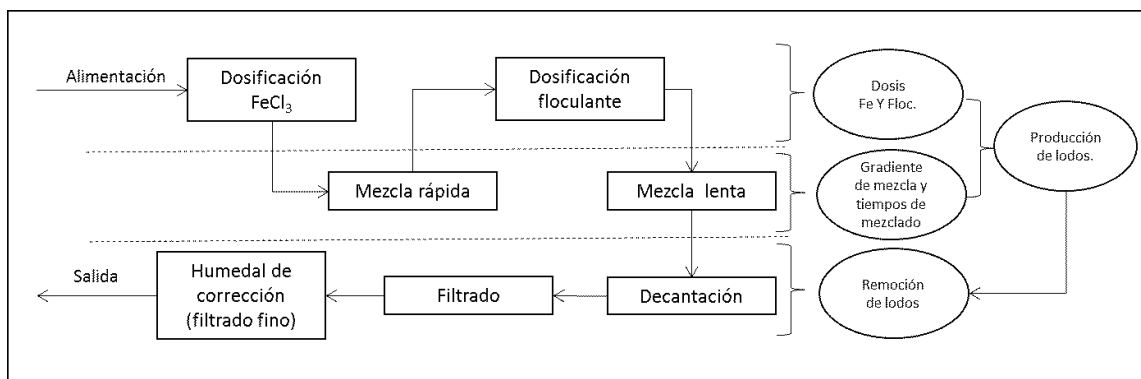 Alimentación
Dosificación
FeCl₃
Dosificación
floculante
Dosis
Fe Y Floc.
Producción
de lodos.
Mezcla rápida
Mezcla lenta
Gradiente
de mezcla y
tiempos de
mezclado
Salida
Humedal de
corrección
(filtrado fino)
Filtrado
Decantación
Remoción
de lodos